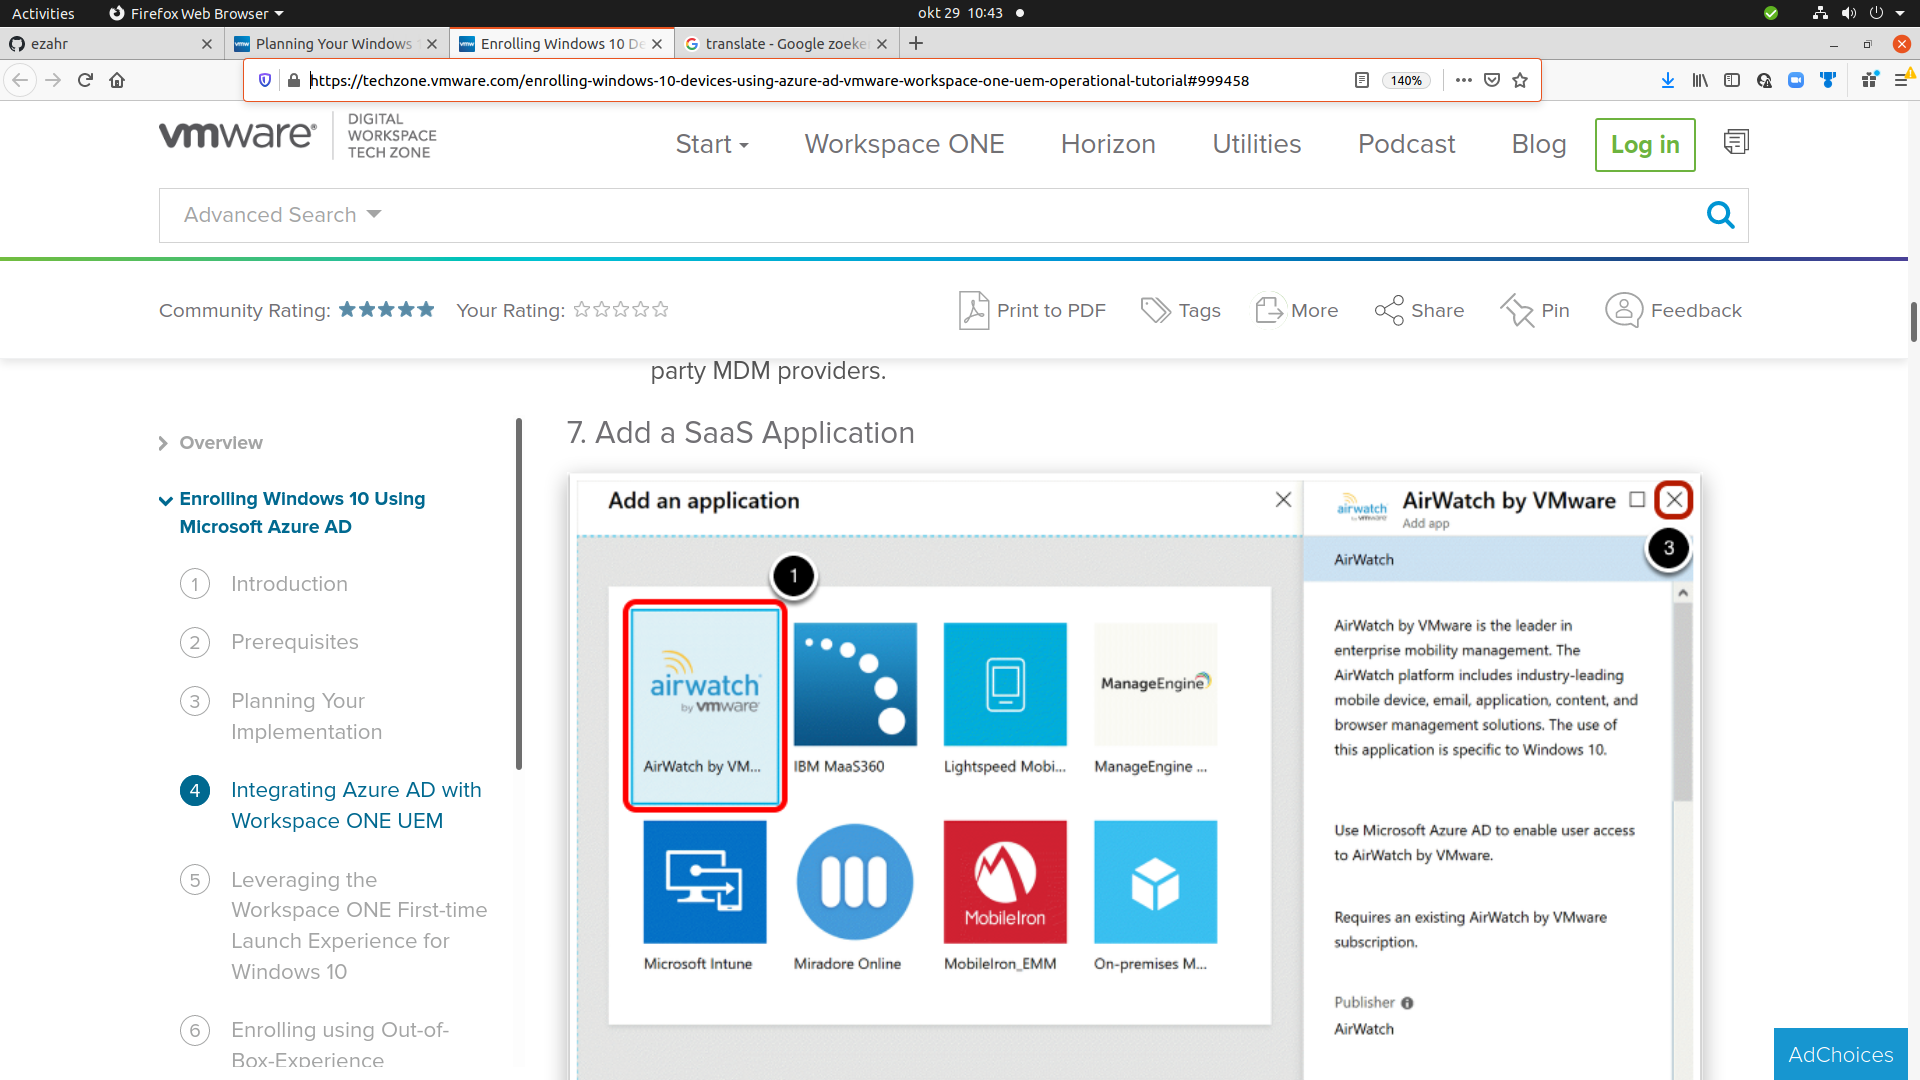 Activities
Firefox Web Browser
okt 29 10:43
ezahr
Planning Your Windows
Enrolling Windows 10 De
translate - Google zoeke
https://techzone.vmware.com/enrolling-windows-10-devices-using-azure-ad-vmware-workspace-one-uem-operational-tutorial#999458
140%
vmware
DIGITAL
WORKSPACE
TECH ZONE
Start
Workspace ONE
Horizon
Utilities
Podcast
Blog
Log in
Advanced Search
Community Rating:
Your Rating:
Print to PDF
Tags
More
Share
Pin
Feedback
party MDM providers.
Overview
Enrolling Windows 10 Using
Microsoft Azure AD
1 Introduction
2 Prerequisites
3 Planning Your
Implementation
4 Integrating Azure AD with
Workspace ONE UEM
5 Leveraging the
Workspace ONE First-time
Launch Experience for
Windows 10
6 Enrolling using Out-of-
Box-Experience
7. Add a SaaS Application
Add an application
1
airwatch
by vmware
AirWatch by VM...
IBM MaaS360
Lightspeed Mobi...
ManageEngine
ManageEngine ...
Microsoft Intune
Miradore Online
MobileIron
MobileIron_EMM
On-premises M...
airwatch
by vmware
AirWatch by VMware
Add app
3
AirWatch
AirWatch by VMware is the leader in
enterprise mobility management. The
AirWatch platform includes industry-leading
mobile device, email, application, content, and
browser management solutions. The use of
this application is specific to Windows 10.
Use Microsoft Azure AD to enable user access
to AirWatch by VMware.
Requires an existing AirWatch by VMware
subscription.
Publisher
AirWatch
AdChoices